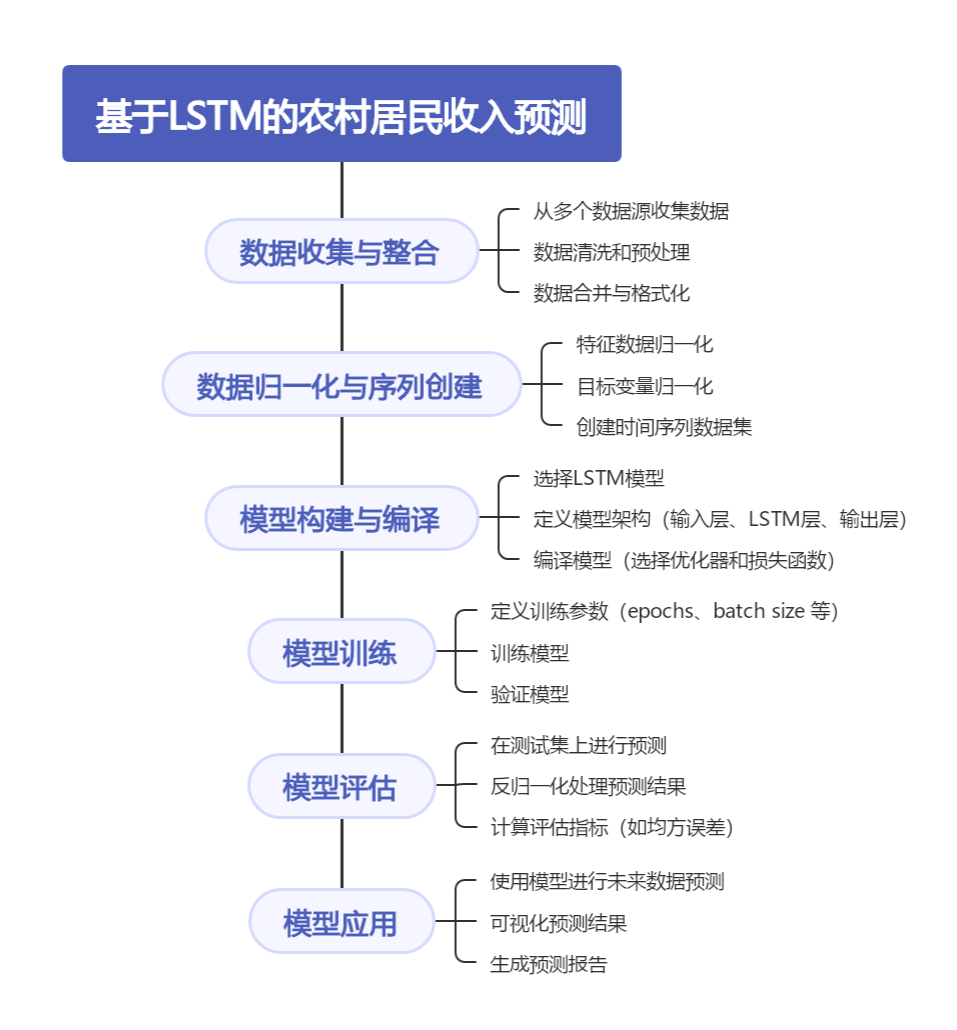 基于LSTM的农村居民收入预测
数据收集与整合
从多个数据源收集数据
数据清洗和预处理
数据合并与格式化
数据归一化与序列创建
特征数据归一化
目标变量归一化
创建时间序列数据集
模型构建与编译
选择LSTM模型
定义模型架构（输入层、LSTM层、输出层）
编译模型（选择优化器和损失函数）
模型训练
定义训练参数（epochs、batch size 等）
训练模型
验证模型
模型评估
在测试集上进行预测
反归一化处理预测结果
计算评估指标（如均方误差）
模型应用
使用模型进行未来数据预测
可视化预测结果
生成预测报告